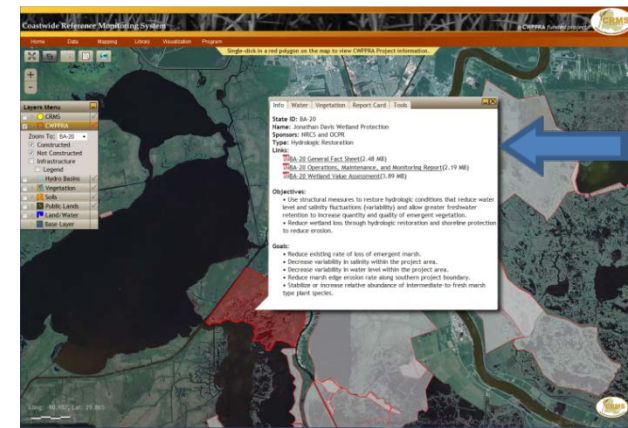 Coastwide Reference Monitoring System
a CWPPRA funded project
CRMS
Home Data Mapping Library Visualization Program
Single click in a red polygon on the map to view CWPPRA Project information.
Layers Menu
CRMS
CWPPRA
Zoom To: BA-20
Constructed
Not Constructed
Infrastructure
Legend
Hydro Basins
Vegetation
Soils
Public Lands
Land/Water
Base Layer
Info Water Vegetation Report Card Tools
State ID: BA-20
Name: Jonathan Davis Wetland Protection
Sponsors: NRCS and OCPR
Type: Hydrologic Restoration
Links:
BA-20 General Fact Sheet(2.48 MB)
BA-20 Operations, Maintenance, and Monitoring Report(2.19 MB)
BA-20 Wetland Value Assessment(3.89 MB)
Objectives:
• Use structural measures to restore hydrologic conditions that reduce water
level and salinity fluctuations (variability) and allow greater freshwater
retention to increase quantity and quality of emergent vegetation.
• Reduce wetland loss through hydrologic restoration and shoreline protection
to reduce erosion.
Goals:
• Reduce existing rate of loss of emergent marsh.
• Decrease variability in salinity within the project area.
• Decrease variability in water level within the project area.
• Reduce marsh edge erosion rate along southern project boundary.
• Stabilize or increase relative abundance of intermediate-to-fresh marsh
type plant species.
CRMS